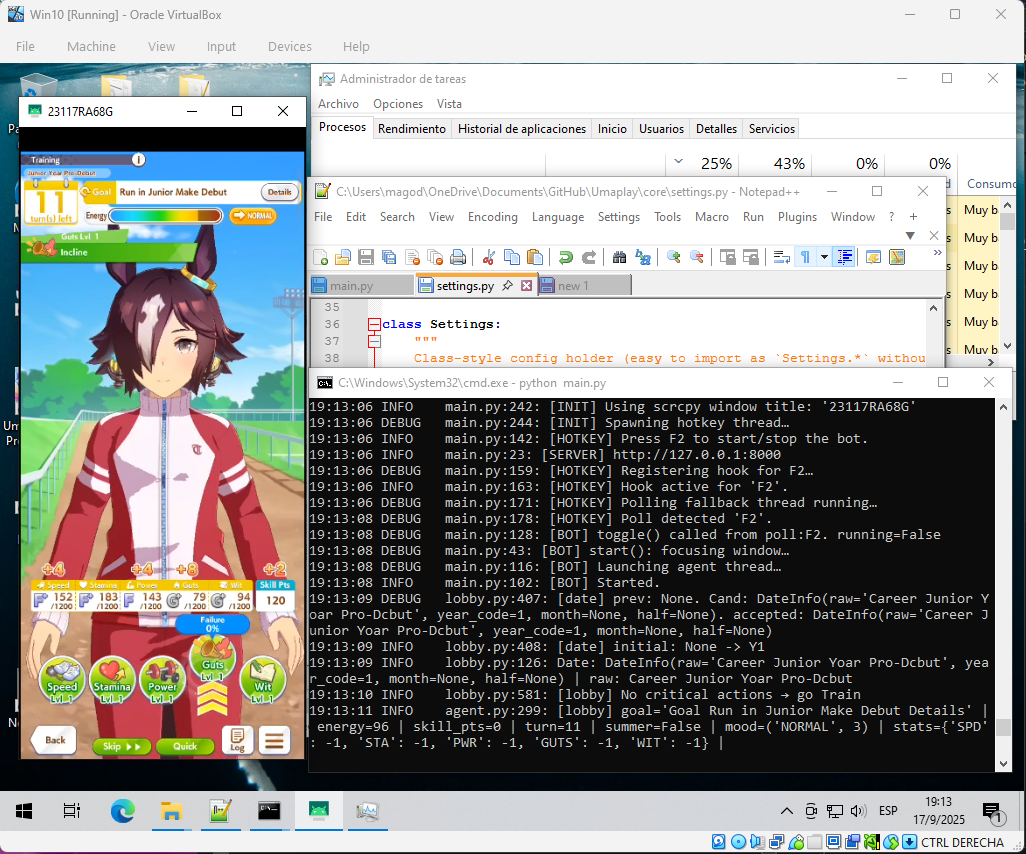 Win10 [Running] - Oracle VirtualBox
File Machine View Input Devices Help
23117RA68G
Training
Junior Year Pre-Debut
11
turn(s) left
Goal
Run in Junior Make Debut
Details
Energy
NORMAL
Guts Lvl 1
Incline
+4 +4 +8 +2
Speed Stamina Power Guts Wit Skill Pts
152 183 143 79 94 120
/1200 /1200 /1200 /1200 /1200
Failure
0%
Speed Stamina Power Guts Wit
Lvl 1 Lvl 1 Lvl 1 Lvl 1 Lvl 1
Back
Skip
Quick
Log
Administrador de tareas
Archivo Opciones Vista
Procesos Rendimiento Historial de aplicaciones Inicio Usuarios Detalles Servicios
25% 43% 0% 0%
Consumo
Muy b
Muy b
Muy b
Muy b
Muy b
Muy b
C:\Users\magod\OneDrive\Documents\GitHub\Umaplay\core\settings.py - Notepad++
File Edit Search View Encoding Language Settings Tools Macro Run Plugins Window ? +
main.py settings.py new 1
35
36 class Settings:
37 """
38 Class-style config holder (easy to import as `Settings.*` withou
C:\Windows\System32\cmd.exe - python main.py
19:13:06 INFO main.py:242: [INIT] Using scrcpy window title: '23117RA68G'
19:13:06 DEBUG main.py:244: [INIT] Spawning hotkey thread…
19:13:06 INFO main.py:142: [HOTKEY] Press F2 to start/stop the bot.
19:13:06 INFO main.py:23: [SERVER] http://127.0.0.1:8000
19:13:06 DEBUG main.py:159: [HOTKEY] Registering hook for F2…
19:13:06 INFO main.py:163: [HOTKEY] Hook active for 'F2'.
19:13:06 DEBUG main.py:171: [HOTKEY] Polling fallback thread running…
19:13:08 DEBUG main.py:178: [HOTKEY] Poll detected 'F2'.
19:13:08 DEBUG main.py:128: [BOT] toggle() called from poll:F2. running=False
19:13:08 DEBUG main.py:43: [BOT] start(): focusing window…
19:13:08 DEBUG main.py:116: [BOT] Launching agent thread…
19:13:08 INFO main.py:102: [BOT] Started.
19:13:09 DEBUG lobby.py:407: [date] prev: None. Cand: DateInfo(raw='Career Junior Y
oar Pro-Dcbut', year_code=1, month=None, half=None). accepted: DateInfo(raw='Career J
unior Yoar Pro-Dcbut', year_code=1, month=None, half=None)
19:13:09 INFO lobby.py:408: [date] initial: None -> Y1
19:13:09 INFO lobby.py:126: Date: DateInfo(raw='Career Junior Yoar Pro-Dcbut', yea
r_code=1, month=None, half=None) | raw: Career Junior Yoar Pro-Dcbut
19:13:10 INFO lobby.py:581: [lobby] No critical actions → go Train
19:13:11 INFO agent.py:299: [lobby] goal='Goal Run in Junior Make Debut Details' |
energy=96 | skill_pts=0 | turn=11 | summer=False | mood=('NORMAL', 3) | stats={'SPD'
: -1, 'STA': -1, 'PWR': -1, 'GUTS': -1, 'WIT': -1} |
ESP
19:13
17/9/2025
1
CTRL DERECHA